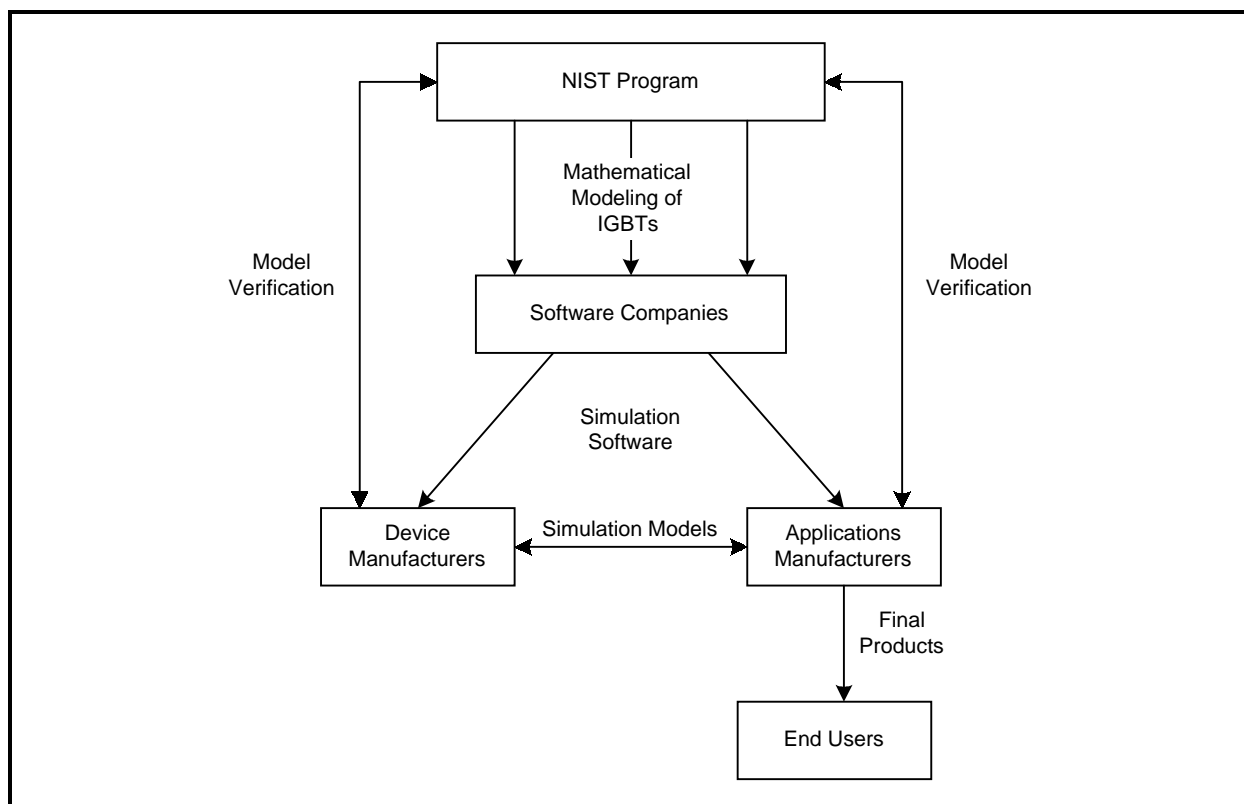 NIST Program
Mathematical
Modeling of
IGBTs
Model
Verification
Model
Verification
Software Companies
Simulation
Software
Device
Manufacturers
Simulation Models
Applications
Manufacturers
Final
Products
End Users